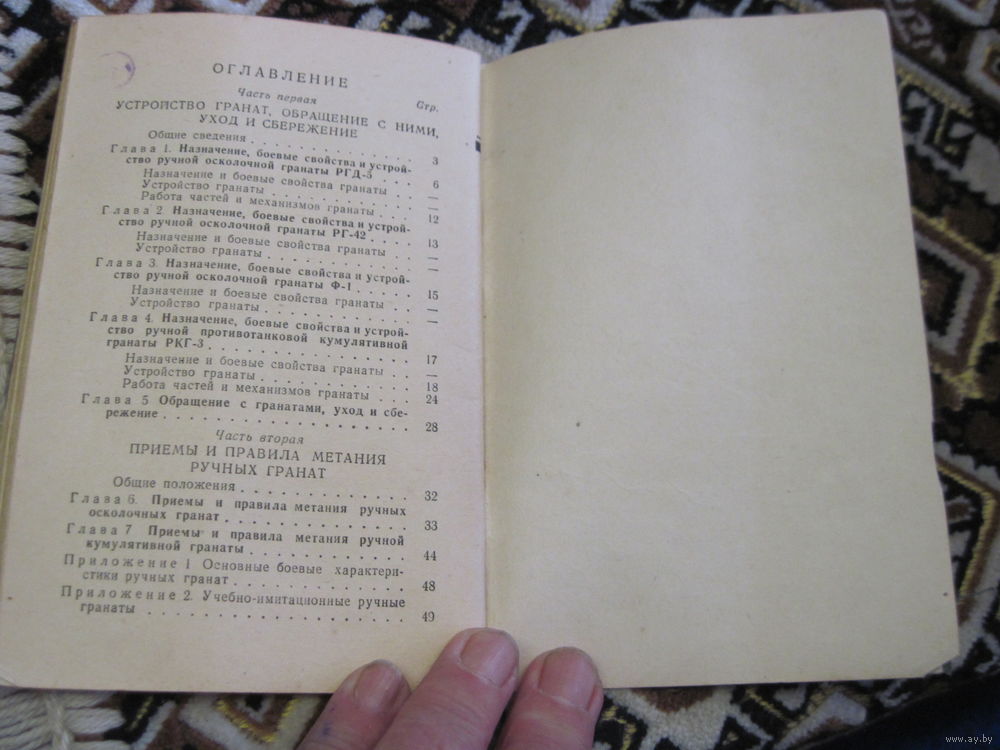 ОГЛАВЛЕНИЕ
Часть первая
Стр.
УСТРОЙСТВО ГРАНАТ, ОБРАЩЕНИЕ С НИМИ,
УХОД И СБЕРЕЖЕНИЕ
Общие сведения . . . . . . . . . . . . 3
Глава 1. Назначение, боевые свойства и устрой-
ство ручной осколочной гранаты РГД-5 . . . 6
Назначение и боевые свойства гранаты . . —
Устройство гранаты . . . . . . . . . . —
Работа частей и механизмов гранаты . . . 12
Глава 2. Назначение, боевые свойства и устрой-
ство ручной осколочной гранаты РГ-42 . . . . 13
Назначение и боевые свойства гранаты . . —
Устройство гранаты . . . . . . . . . . —
Глава 3. Назначение, боевые свойства и устрой-
ство ручной осколочной гранаты Ф-1 . . . . . 15
Назначение и боевые свойства гранаты . . —
Устройство гранаты . . . . . . . . . . —
Глава 4. Назначение, боевые свойства и устрой-
ство ручной противотанковой кумулятивной
гранаты РКГ-3 . . . . . . . . . . . . . . 17
Назначение и боевые свойства гранаты . . —
Устройство гранаты . . . . . . . . . . 18
Работа частей и механизмов гранаты . . . 24
Глава 5 Обращение с гранатами, уход и сбе-
режение . . . . . . . . . . . . . . . . . 28
Часть вторая
ПРИЕМЫ И ПРАВИЛА МЕТАНИЯ
РУЧНЫХ ГРАНАТ
Общие положения . . . . . . . . . . . . 32
Глава 6. Приемы и правила метания ручных
осколочных гранат . . . . . . . . . . . . . 33
Глава 7 Приемы и правила метания ручной
кумулятивной гранаты . . . . . . . . . . . 44
Приложение 1 Основные боевые характери-
стики ручных гранат . . . . . . . . . . . . 48
Приложение 2. Учебно-имитационные ручные
гранаты . . . . . . . . . . . . . . . . . . 49
www.ay.by